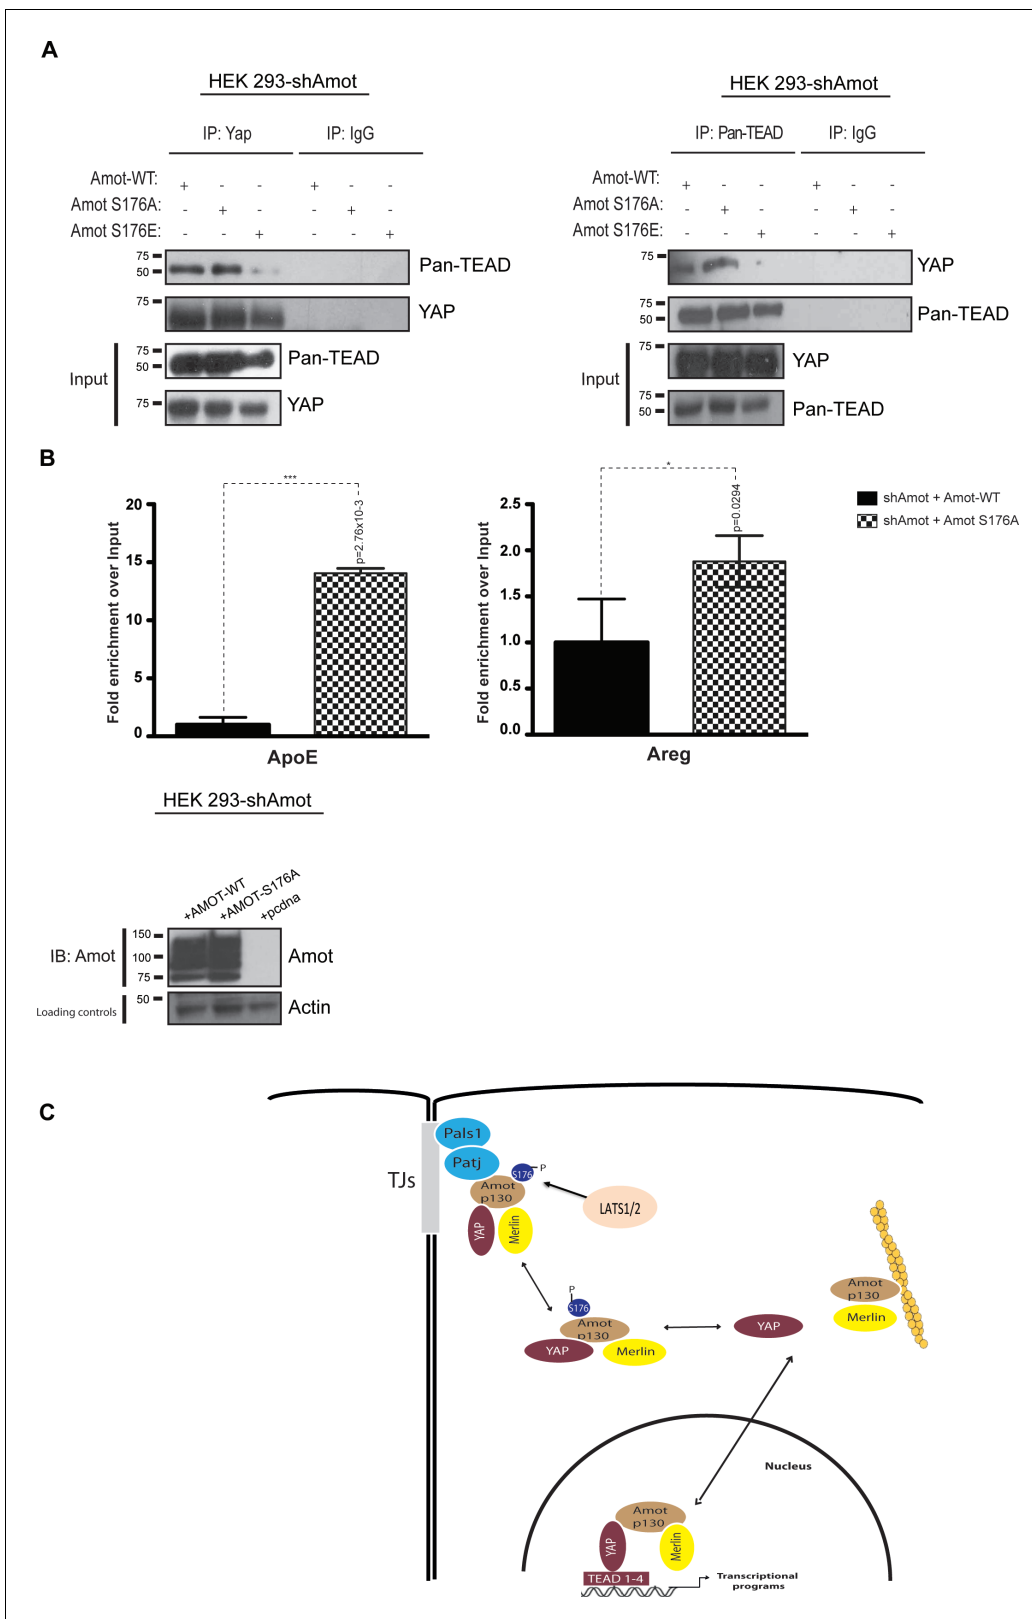 A
HEK 293-shAmot
IP: Yap
IP: IgG
Amot-WT:
+ - - + - -
Amot S176A:
- + - - + -
Amot S176E:
- - + - - +
75
50
Pan-TEAD
75
YAP
Input
75
50
Pan-TEAD
75
YAP
HEK 293-shAmot
IP: Pan-TEAD
IP: IgG
Amot-WT:
+ - - + - -
Amot S176A:
- + - - + -
Amot S176E:
- - + - - +
75
YAP
75
50
Pan-TEAD
Input
75
YAP
75
50
Pan-TEAD
B
Fold enrichment over Input
20
15
10
5
0
***
p=2.76x10-3
ApoE
Fold enrichment over Input
2.5
2.0
1.5
1.0
0.5
0.0
*
p=0.0294
Areg
shAmot + Amot-WT
shAmot + Amot S176A
HEK 293-shAmot
+AMOT-WT
+AMOT-S176A
+pcdna
IB: Amot
150
100
75
Amot
Loading controls
50
Actin
C
TJs
Pals1
Patj
S176
P
Amot
p130
YAP
Merlin
LATS1/2
P
S176
Amot
p130
YAP
Merlin
YAP
Amot
p130
Merlin
Nucleus
Amot
p130
YAP
Merlin
TEAD 1-4
Transcriptional
programs